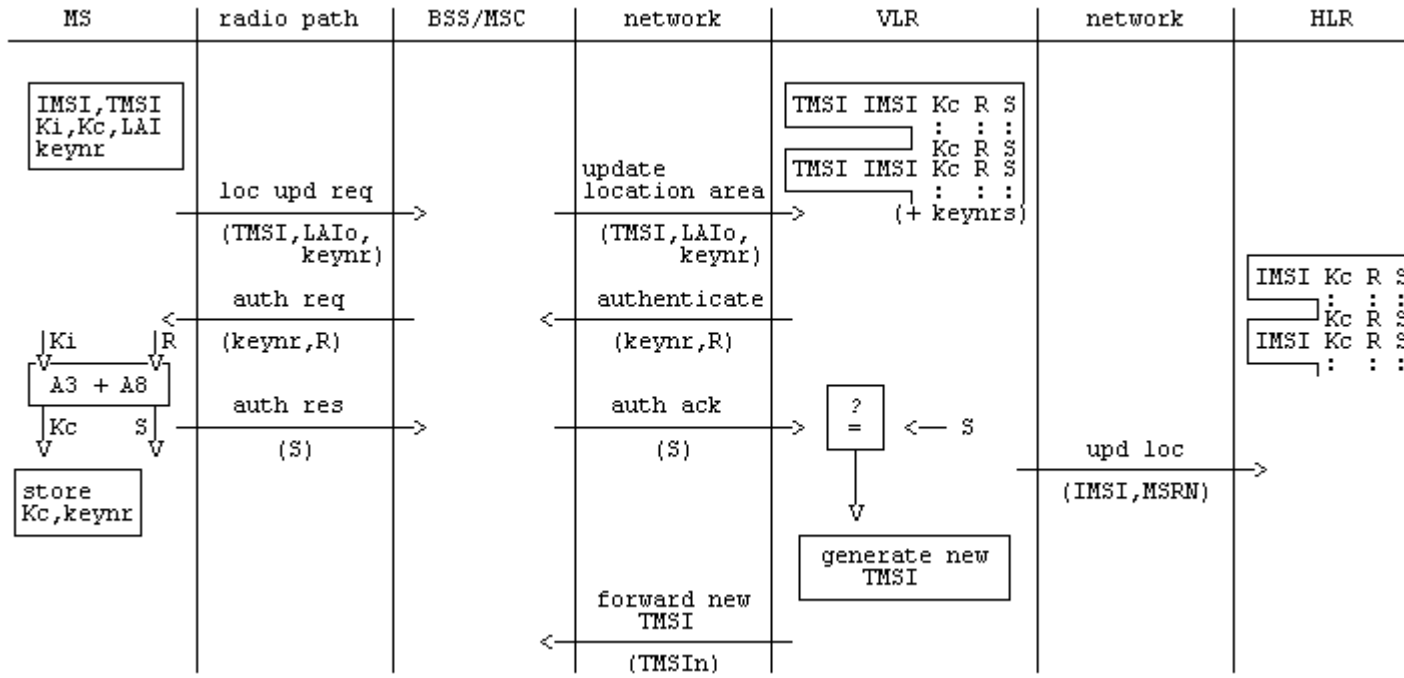 MS radio path BSS/MSC network VLR network HLR
IMSI,TMSI
Ki,Kc,LAI
keynr
TMSI IMSI Kc R S
: : :
Kc R S
TMSI IMSI Kc R S
: : :
(+ keynrs)
loc upd req
(TMSI,LAIo,
keynr)
update
location area
(TMSI,LAIo,
keynr)
IMSI Kc R S
: : :
Kc R S
IMSI Kc R S
: : :
auth req
(keynr,R)
authenticate
(keynr,R)
Ki R
A3 + A8
Kc S
auth res
(S)
auth ack
(S)
?
=
S
upd loc
(IMSI,MSRN)
store
Kc,keynr
generate new
TMSI
forward new
TMSI
(TMSIn)